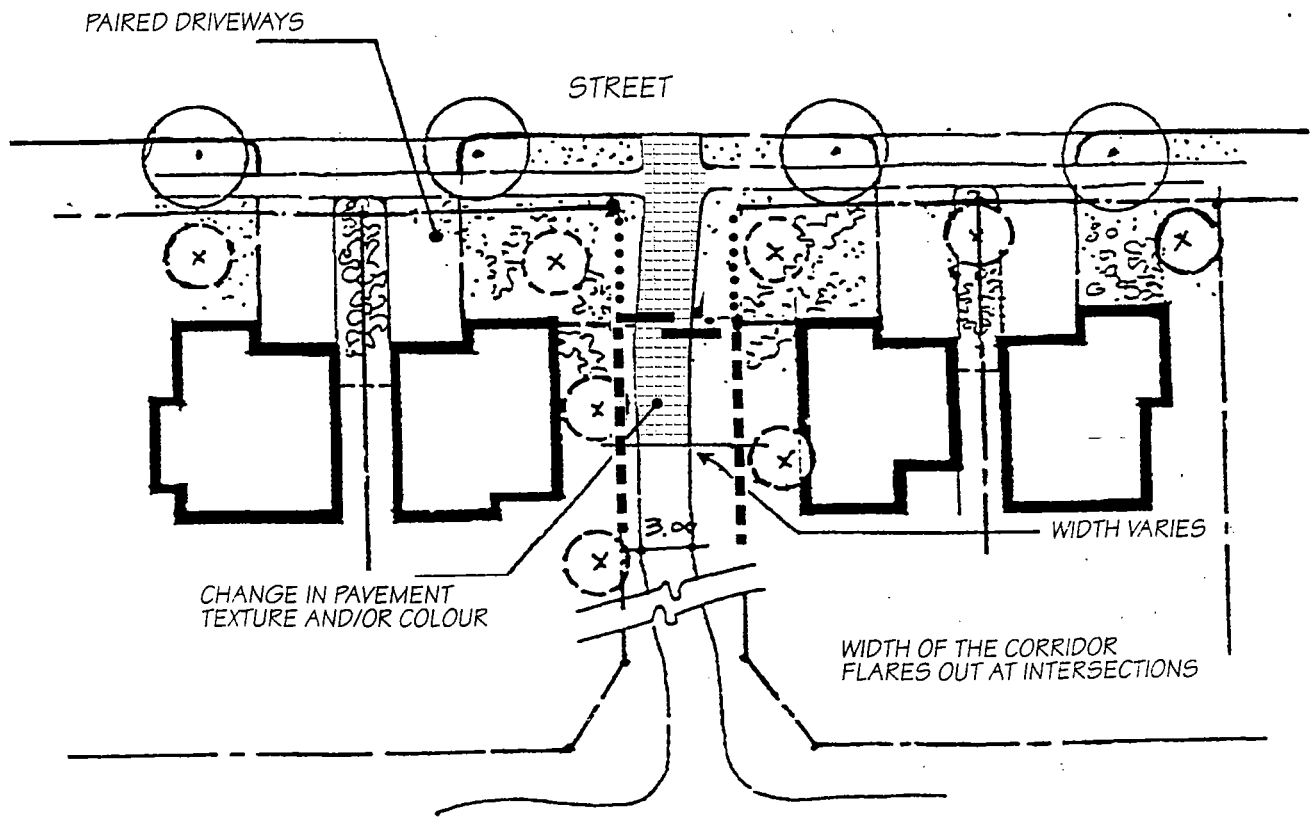 PAIRED DRIVEWAYS
STREET
3.00
WIDTH VARIES
CHANGE IN PAVEMENT
TEXTURE AND/OR COLOUR
WIDTH OF THE CORRIDOR
FLARES OUT AT INTERSECTIONS